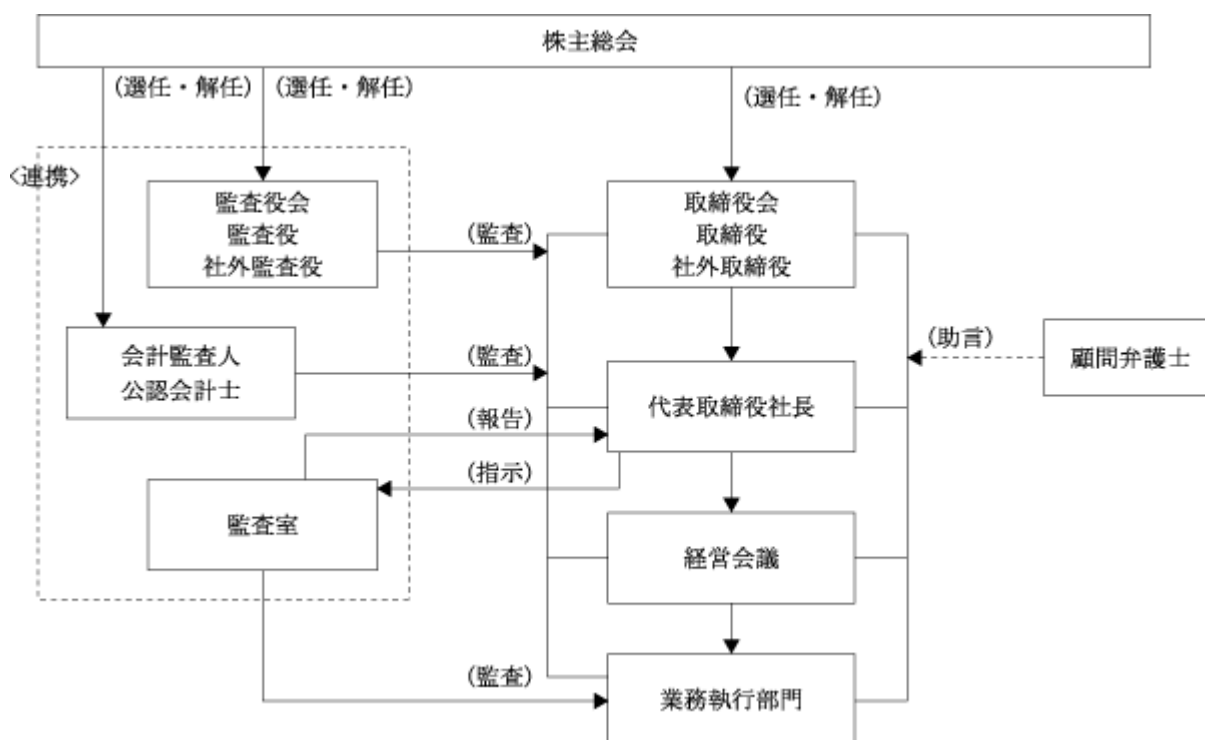 株主総会
(選任・解任)
(選任・解任)
(選任・解任)
<連携>
監査役会
監査役
社外監査役
(監査)
取締役会
取締役
社外取締役
会計監査人
公認会計士
(監査)
(助言)
顧問弁護士
代表取締役社長
(報告)
(指示)
監査室
経営会議
(監査)
業務執行部門